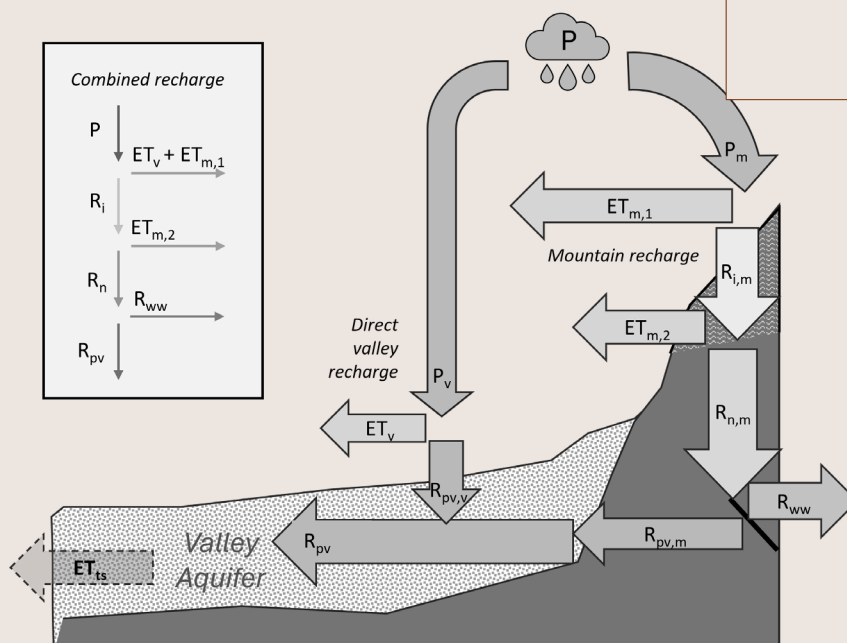 Combined recharge
P
ET_v + ET_m,1
R_i
ET_m,2
R_n
R_ww
R_pv
P
P_m
ET_m,1
Mountain recharge
R_i,m
ET_m,2
Direct
valley
recharge
P_v
ET_v
R_n,m
R_pv,v
R_ww
R_pv
R_pv,m
Valley
Aquifer
ET_ts